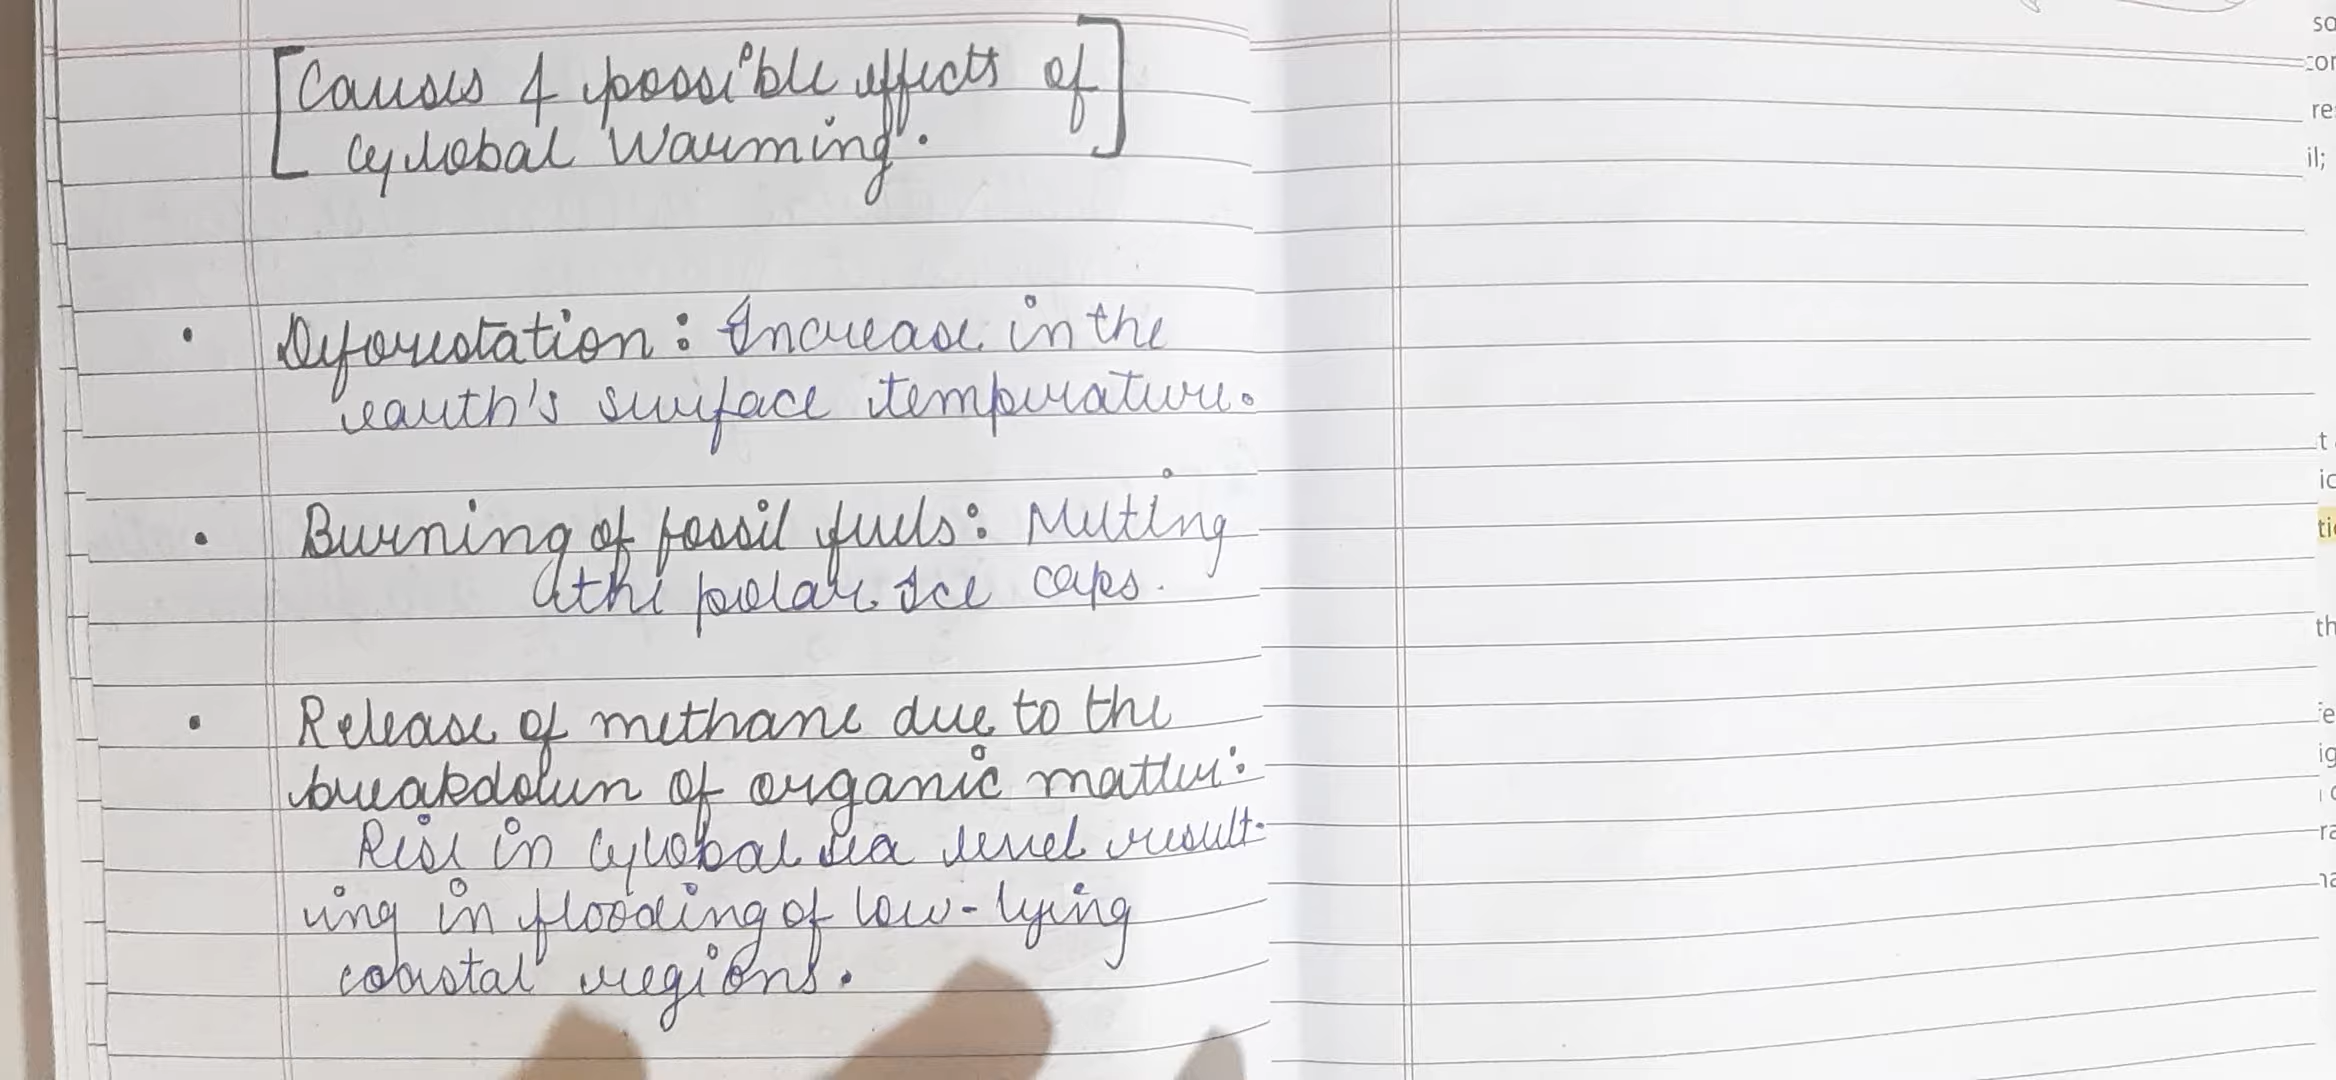 [Causes & possible effects of]
Global Warming.
• Deforestation: Increase in the
earth's surface temperature.
• Burning of fossil fuels: Melting
the polar ice caps.
• Release of methane due to the
breakdown of organic matter:
Rise in Global sea level result-
ing in flooding of low-lying
coastal regions.